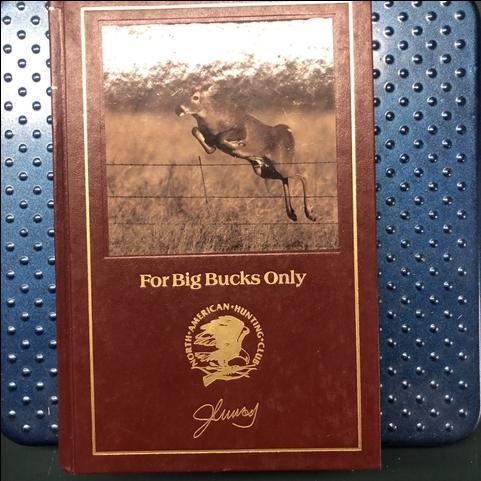 For Big Bucks Only
NORTH•AMERICAN•HUNTING•CLUB